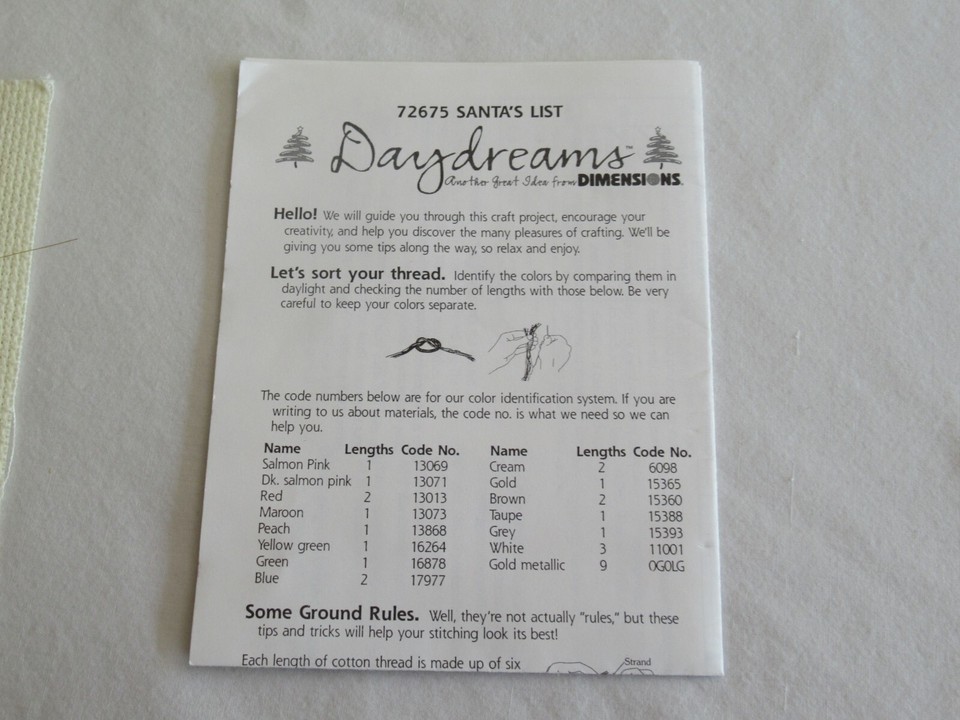 72675 SANTA'S LIST
Daydreams™
Another Great Idea from DIMENSIONS®
Hello! We will guide you through this craft project, encourage your
creativity, and help you discover the many pleasures of crafting. We'll be
giving you some tips along the way, so relax and enjoy.
Let's sort your thread. Identify the colors by comparing them in
daylight and checking the number of lengths with those below. Be very
careful to keep your colors separate.
The code numbers below are for our color identification system. If you are
writing to us about materials, the code no. is what we need so we can
help you.
Name Lengths Code No. Name Lengths Code No.
Salmon Pink 1 13069 Cream 2 6098
Dk. salmon pink 1 13071 Gold 1 15365
Red 2 13013 Brown 2 15360
Maroon 1 13073 Taupe 1 15388
Peach 1 13868 Grey 1 15393
Yellow green 1 16264 White 3 11001
Green 1 16878 Gold metallic 9 0G0LG
Blue 2 17977
Some Ground Rules. Well, they're not actually "rules," but these
tips and tricks will help your stitching look its best!
Each length of cotton thread is made up of six
Strand